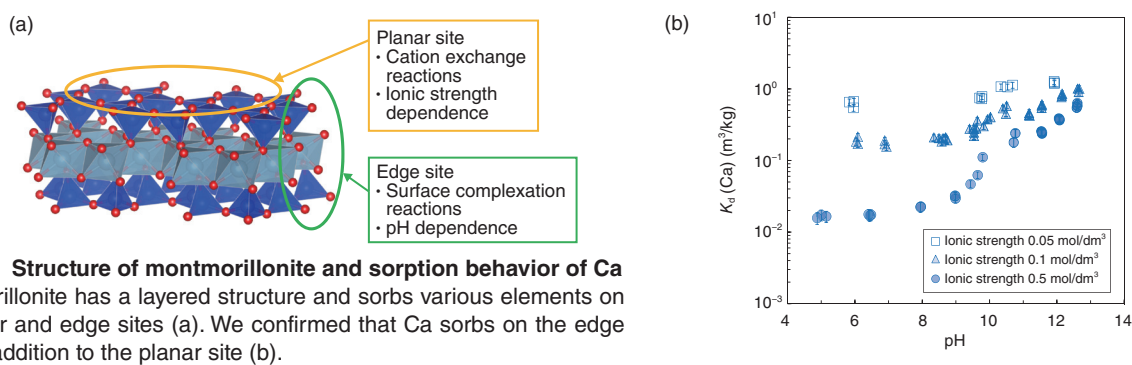 (a)
Planar site
・Cation exchange
reactions
・Ionic strength
dependence
Edge site
・Surface complexation
reactions
・pH dependence
Structure of montmorillonite and sorption behavior of Ca
rillonite has a layered structure and sorbs various elements on
r and edge sites (a). We confirmed that Ca sorbs on the edge
addition to the planar site (b).
(b)
10¹
10⁰
10⁻¹
10⁻²
10⁻³
Kd (Ca) (m³/kg)
Ionic strength 0.05 mol/dm³
Ionic strength 0.1 mol/dm³
Ionic strength 0.5 mol/dm³
4 6 8 10 12 14
pH